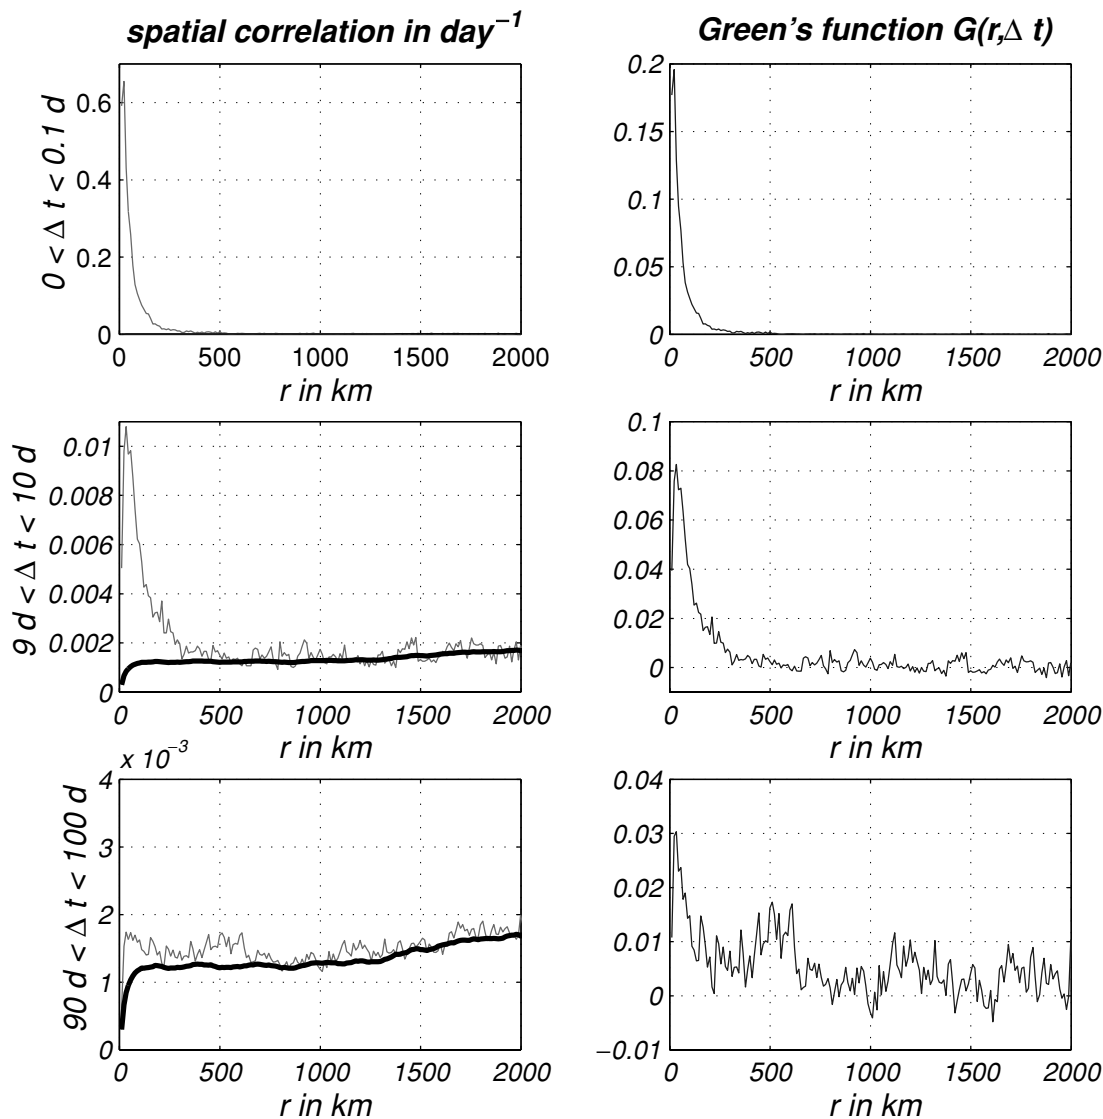 spatial correlation in day⁻¹
Green's function G(r,Δ t)
0 < Δ t < 0.1 d
0.6
0.4
0.2
0
0 500 1000 1500 2000
r in km
0.2
0.15
0.1
0.05
0
0 500 1000 1500 2000
r in km
9 d < Δ t < 10 d
0.01
0.008
0.006
0.004
0.002
0
0 500 1000 1500 2000
r in km
0.1
0.08
0.06
0.04
0.02
0
0 500 1000 1500 2000
r in km
90 d < Δ t < 100 d
x 10⁻³
4
3
2
1
0
0 500 1000 1500 2000
r in km
0.04
0.03
0.02
0.01
0
−0.01
0 500 1000 1500 2000
r in km